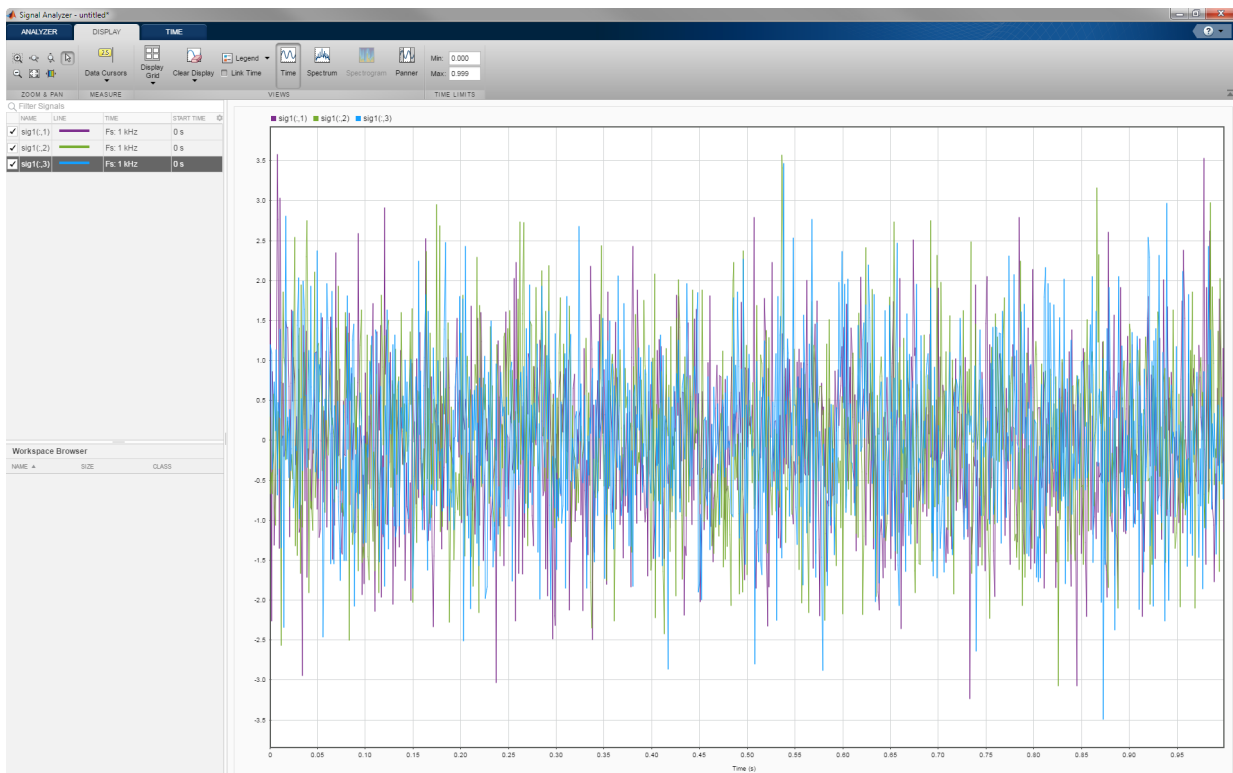 Signal Analyzer - untitled*
ANALYZER DISPLAY TIME
?
2.5
Data Cursors
Display Grid
Clear Display
Legend
Link Time
Time
Spectrum
Spectrogram
Panner
Min: 0.000
Max: 0.999
ZOOM & PAN MEASURE VIEWS TIME LIMITS
Filter Signals
NAME LINE TIME START TIME
sig1(:,1) Fs: 1 kHz 0 s
sig1(:,2) Fs: 1 kHz 0 s
sig1(:,3) Fs: 1 kHz 0 s
Workspace Browser
NAME SIZE CLASS
sig1(:,1) sig1(:,2) sig1(:,3)
3.5
3.0
2.5
2.0
1.5
1.0
0.5
0
-0.5
-1.0
-1.5
-2.0
-2.5
-3.0
-3.5
0 0.05 0.10 0.15 0.20 0.25 0.30 0.35 0.40 0.45 0.50 0.55 0.60 0.65 0.70 0.75 0.80 0.85 0.90 0.95
Time (s)